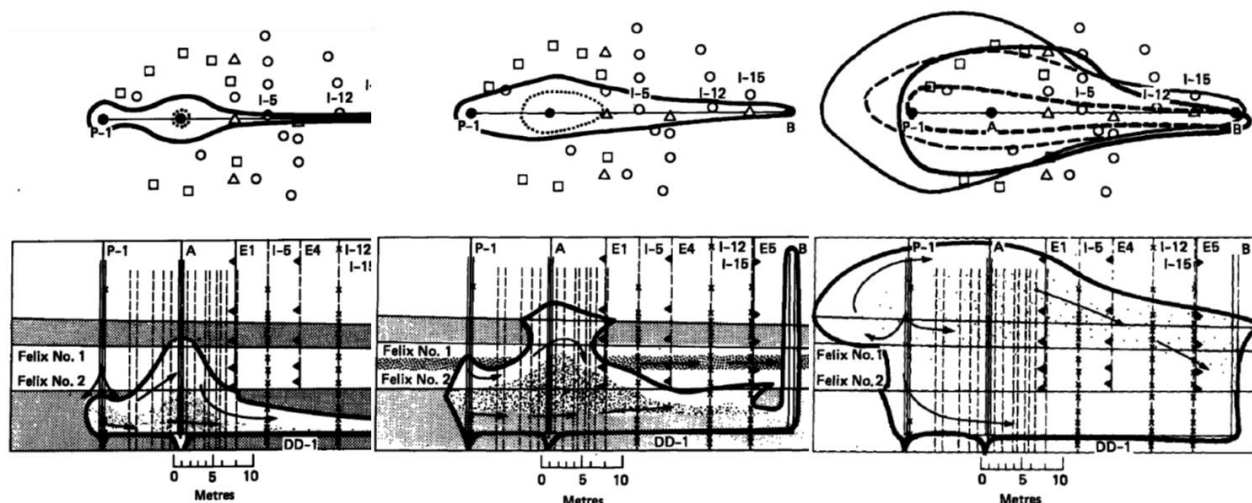 I-5 I-12 I-
P-1
I-15
I-5 I-12
P-1 B
I-15
I-5 I-12
P-1 A B
P-1 A E1 I-5 E4 I-12
I-15
Felix No. 1
Felix No. 2
DD-1
0 5 10
Metres
P-1 A E1 I-5 E4 I-12 E5 B
I-15
Felix No. 1
Felix No. 2
DD-1
0 5 10
Metres
P-1 A E1 I-5 E4 I-12 E5 B
I-15
Felix No. 1
Felix No. 2
DD-1
0 5 10
Metres